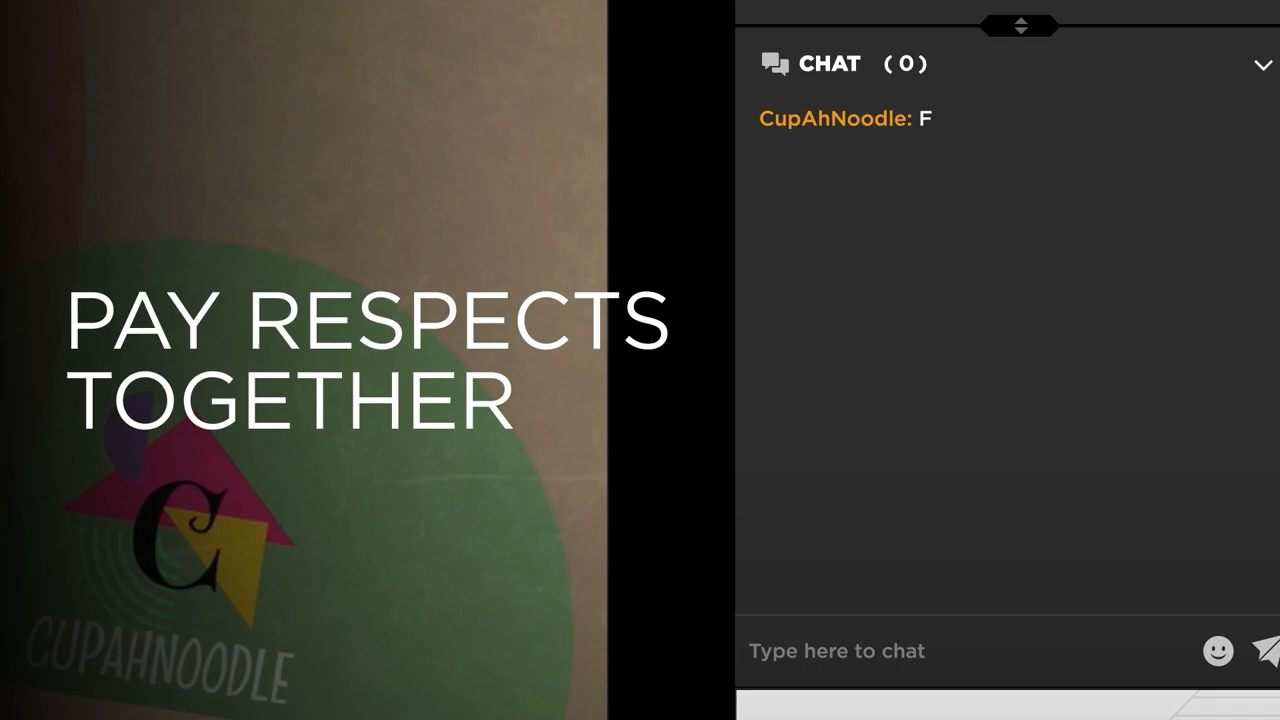 PAY RESPECTS
TOGETHER
C
CUPAHNOODLE
CHAT (0)
CupAhNoodle: F
Type here to chat